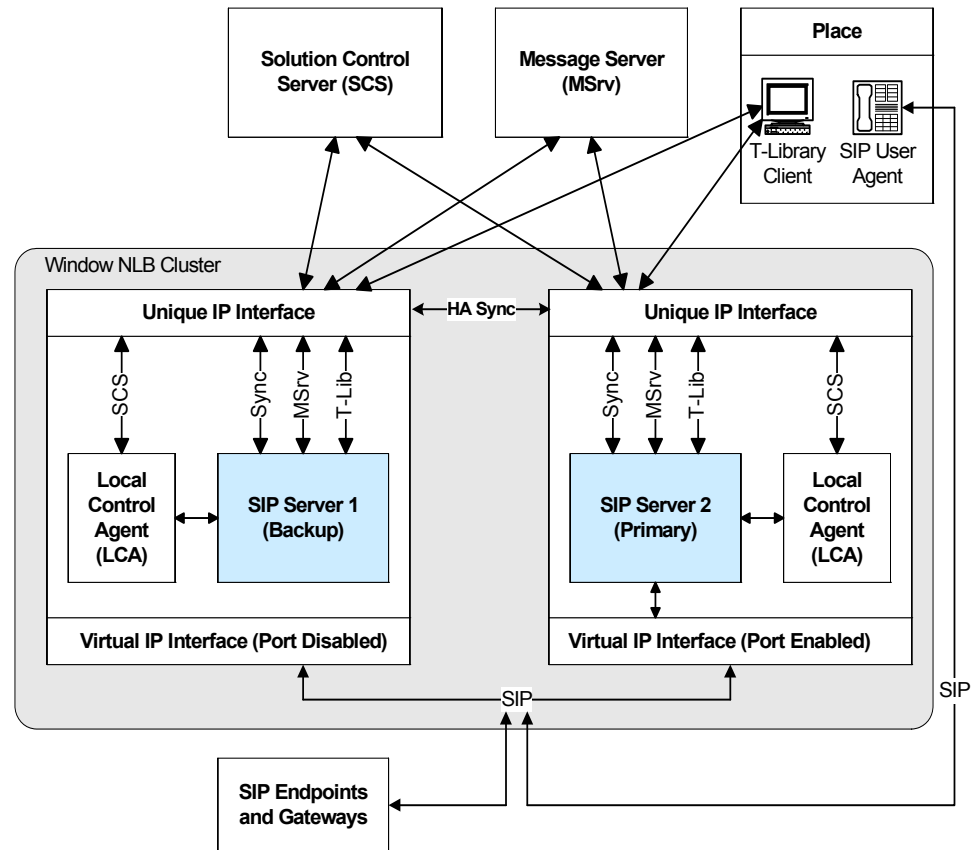 Solution Control
Server (SCS)
Message Server
(MSrv)
Place
T-Library
Client
SIP User
Agent
Window NLB Cluster
Unique IP Interface
HA Sync
Unique IP Interface
SCS
Sync
MSrv
T-Lib
Sync
MSrv
T-Lib
SCS
Local
Control
Agent
(LCA)
SIP Server 1
(Backup)
SIP Server 2
(Primary)
Local
Control
Agent
(LCA)
Virtual IP Interface (Port Disabled)
Virtual IP Interface (Port Enabled)
SIP
SIP
SIP Endpoints
and Gateways